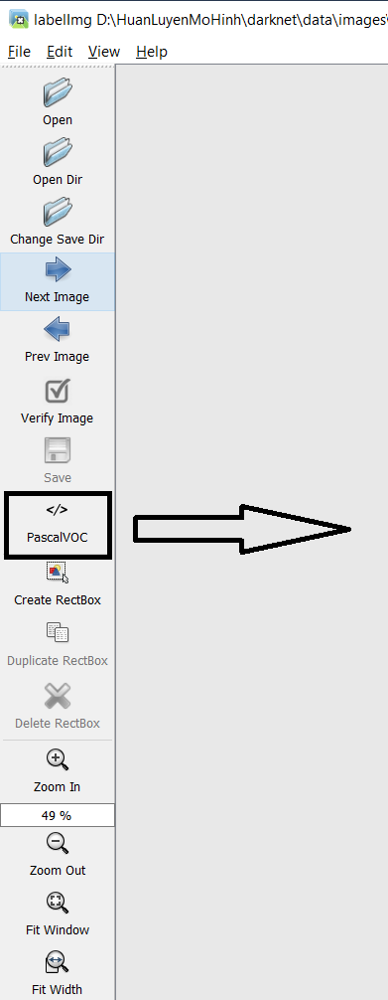 labelImg D:\HuanLuyenMoHinh\darknet\data\images\
File Edit View Help
Open
Open Dir
Change Save Dir
Next Image
Prev Image
Verify Image
Save
</>
PascalVOC
Create RectBox
Duplicate RectBox
Delete RectBox
Zoom In
49 %
Zoom Out
Fit Window
Fit Width